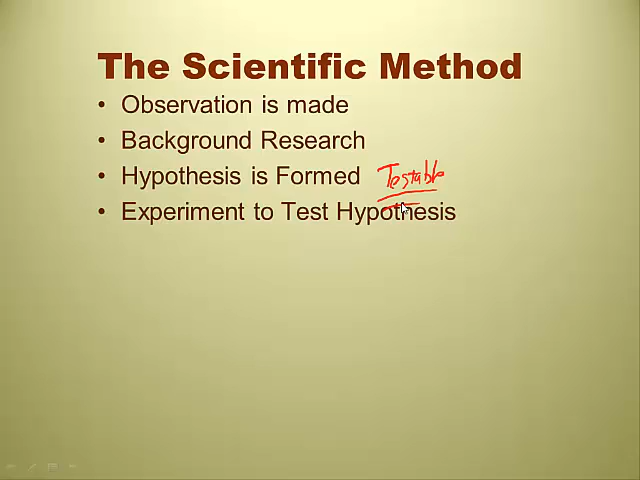 The Scientific Method
• Observation is made
• Background Research
• Hypothesis is Formed Testable
• Experiment to Test Hypothesis